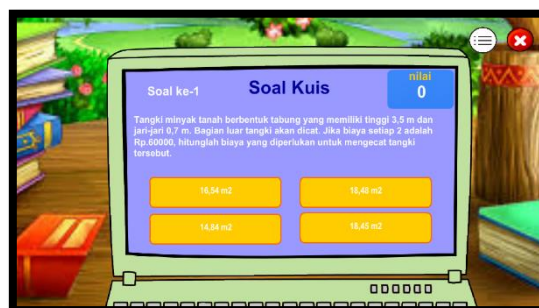 Soal ke-1
Soal Kuis
nilai
0
Tangki minyak tanah berbentuk tabung yang memiliki tinggi 3,5 m dan
jari-jari 0,7 m. Bagian luar tangki akan dicat. Jika biaya setiap 2 adalah
Rp.60000, hitunglah biaya yang diperlukan untuk mengecat tangki
tersebut.
16,54 m2
18,48 m2
14,84 m2
18,45 m2